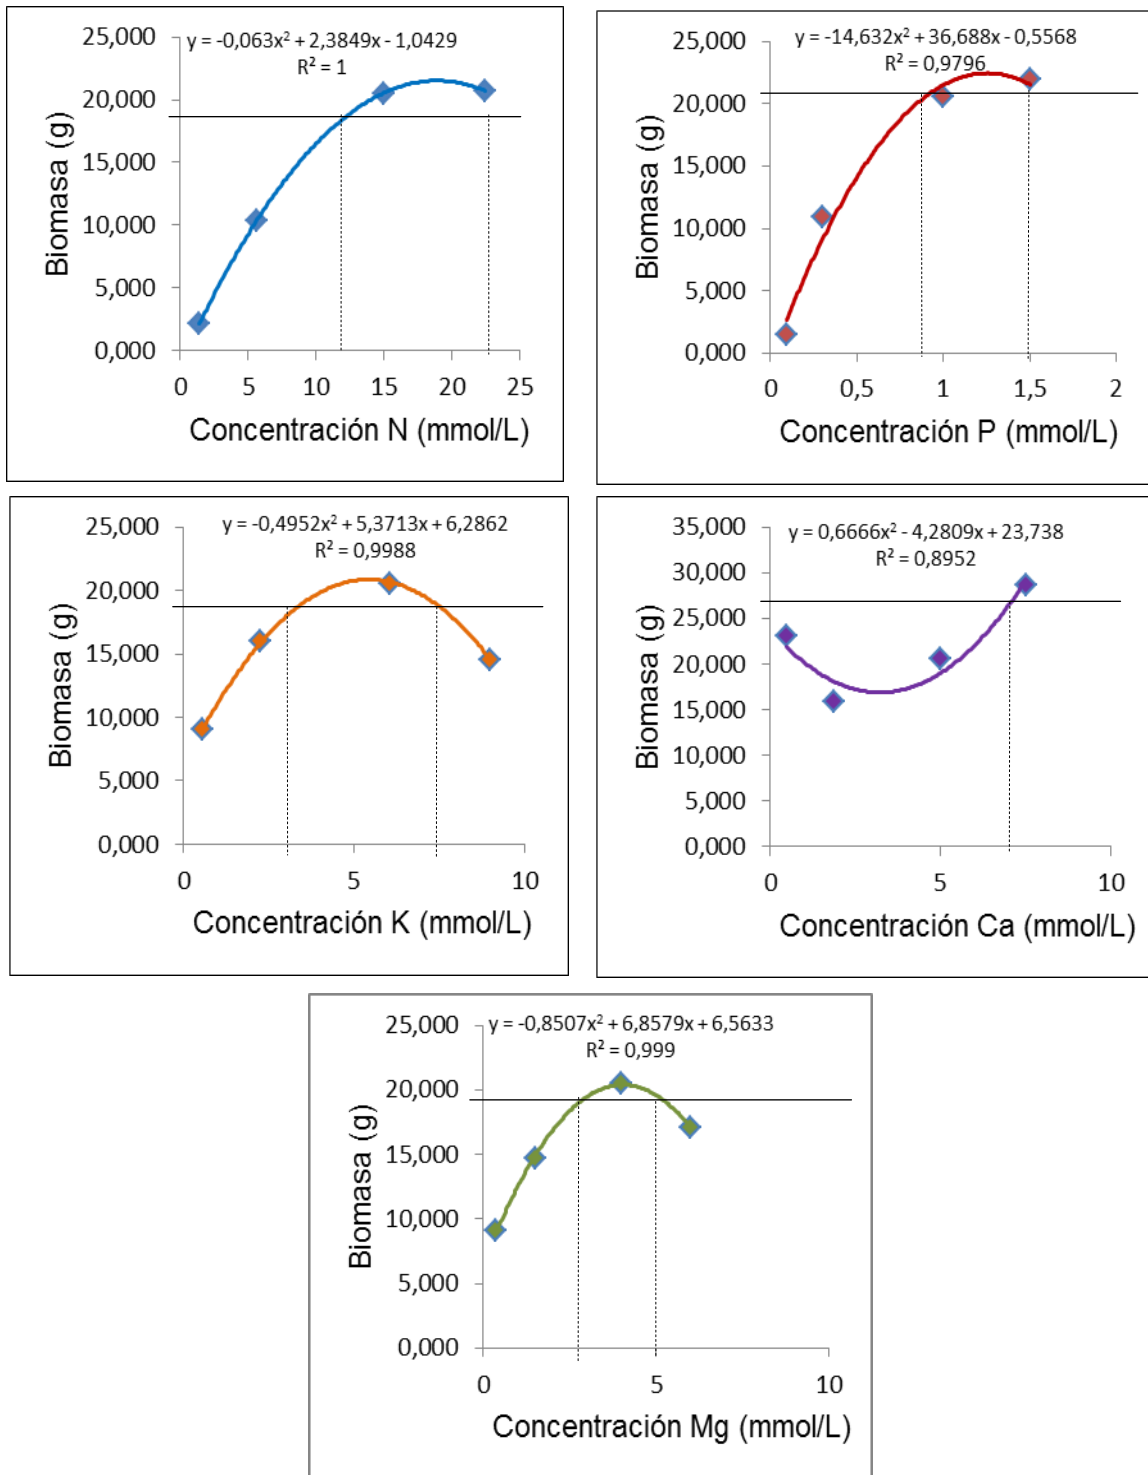 y = -0,063x² + 2,3849x - 1,0429
R² = 1
25,000
20,000
15,000
10,000
5,000
0,000
Biomasa (g)
0 5 10 15 20 25
Concentración N (mmol/L)
y = -14,632x² + 36,688x - 0,5568
R² = 0,9796
25,000
20,000
15,000
10,000
5,000
0,000
Biomasa (g)
0 0,5 1 1,5 2
Concentración P (mmol/L)
y = -0,4952x² + 5,3713x + 6,2862
R² = 0,9988
25,000
20,000
15,000
10,000
5,000
0,000
Biomasa (g)
0 5 10
Concentración K (mmol/L)
y = 0,6666x² - 4,2809x + 23,738
R² = 0,8952
35,000
30,000
25,000
20,000
15,000
10,000
5,000
0,000
Biomasa (g)
0 5 10
Concentración Ca (mmol/L)
y = -0,8507x² + 6,8579x + 6,5633
R² = 0,999
25,000
20,000
15,000
10,000
5,000
0,000
Biomasa (g)
0 5 10
Concentración Mg (mmol/L)